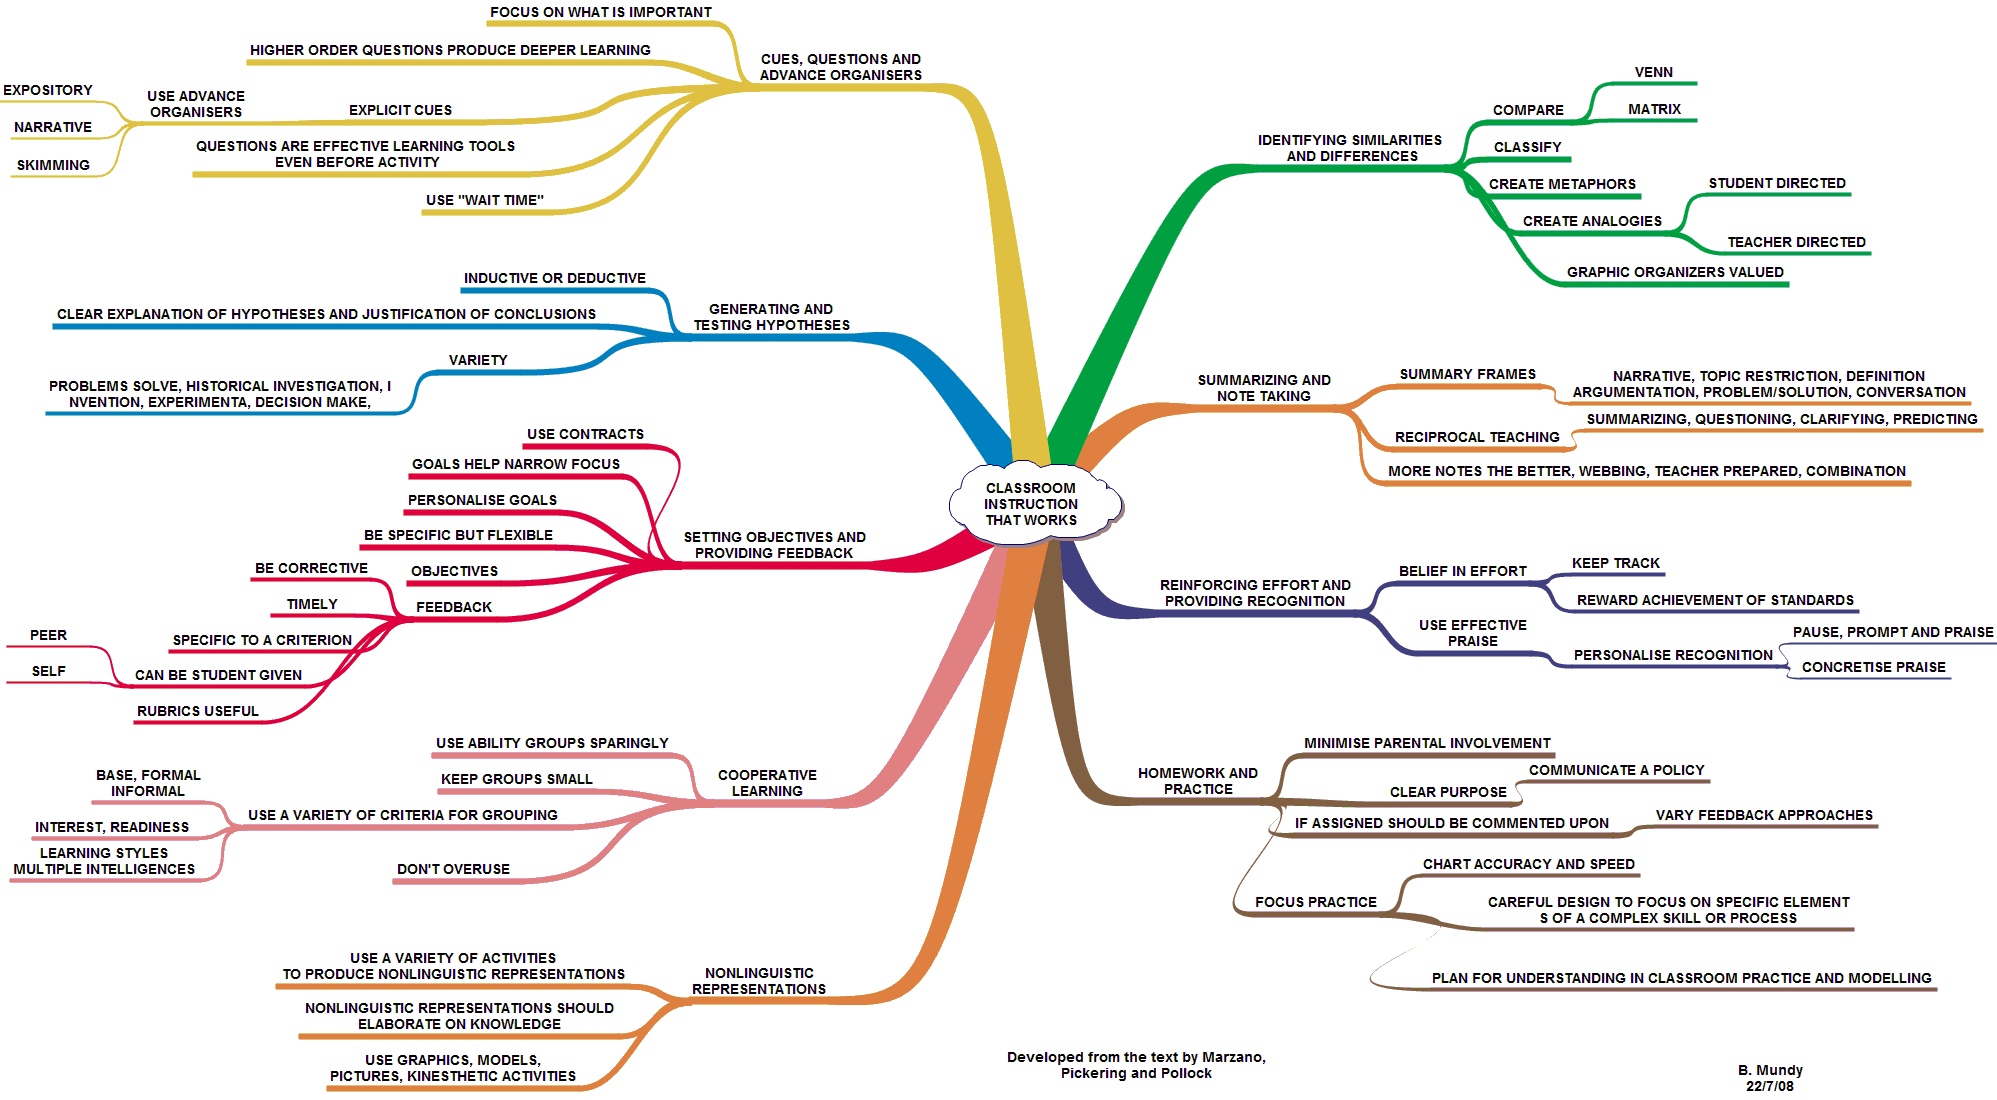 CLASSROOM
INSTRUCTION
THAT WORKS
CUES, QUESTIONS AND
ADVANCE ORGANISERS
FOCUS ON WHAT IS IMPORTANT
HIGHER ORDER QUESTIONS PRODUCE DEEPER LEARNING
EXPLICIT CUES
USE ADVANCE
ORGANISERS
EXPOSITORY
NARRATIVE
SKIMMING
QUESTIONS ARE EFFECTIVE LEARNING TOOLS
EVEN BEFORE ACTIVITY
USE "WAIT TIME"
GENERATING AND
TESTING HYPOTHESES
INDUCTIVE OR DEDUCTIVE
CLEAR EXPLANATION OF HYPOTHESES AND JUSTIFICATION OF CONCLUSIONS
VARIETY
PROBLEMS SOLVE, HISTORICAL INVESTIGATION, I
NVENTION, EXPERIMENTA, DECISION MAKE,
SETTING OBJECTIVES AND
PROVIDING FEEDBACK
USE CONTRACTS
GOALS HELP NARROW FOCUS
PERSONALISE GOALS
BE SPECIFIC BUT FLEXIBLE
OBJECTIVES
FEEDBACK
BE CORRECTIVE
TIMELY
SPECIFIC TO A CRITERION
CAN BE STUDENT GIVEN
PEER
SELF
RUBRICS USEFUL
COOPERATIVE
LEARNING
USE ABILITY GROUPS SPARINGLY
KEEP GROUPS SMALL
USE A VARIETY OF CRITERIA FOR GROUPING
BASE, FORMAL
INFORMAL
INTEREST, READINESS
LEARNING STYLES
MULTIPLE INTELLIGENCES
DON'T OVERUSE
NONLINGUISTIC
REPRESENTATIONS
USE A VARIETY OF ACTIVITIES
TO PRODUCE NONLINGUISTIC REPRESENTATIONS
NONLINGUISTIC REPRESENTATIONS SHOULD
ELABORATE ON KNOWLEDGE
USE GRAPHICS, MODELS,
PICTURES, KINESTHETIC ACTIVITIES
IDENTIFYING SIMILARITIES
AND DIFFERENCES
COMPARE
VENN
MATRIX
CLASSIFY
CREATE METAPHORS
CREATE ANALOGIES
STUDENT DIRECTED
TEACHER DIRECTED
GRAPHIC ORGANIZERS VALUED
SUMMARIZING AND
NOTE TAKING
SUMMARY FRAMES
NARRATIVE, TOPIC RESTRICTION, DEFINITION
ARGUMENTATION, PROBLEM/SOLUTION, CONVERSATION
RECIPROCAL TEACHING
SUMMARIZING, QUESTIONING, CLARIFYING, PREDICTING
MORE NOTES THE BETTER, WEBBING, TEACHER PREPARED, COMBINATION
REINFORCING EFFORT AND
PROVIDING RECOGNITION
BELIEF IN EFFORT
KEEP TRACK
REWARD ACHIEVEMENT OF STANDARDS
USE EFFECTIVE
PRAISE
PERSONALISE RECOGNITION
PAUSE, PROMPT AND PRAISE
CONCRETISE PRAISE
HOMEWORK AND
PRACTICE
MINIMISE PARENTAL INVOLVEMENT
CLEAR PURPOSE
COMMUNICATE A POLICY
IF ASSIGNED SHOULD BE COMMENTED UPON
VARY FEEDBACK APPROACHES
FOCUS PRACTICE
CHART ACCURACY AND SPEED
CAREFUL DESIGN TO FOCUS ON SPECIFIC ELEMENT
S OF A COMPLEX SKILL OR PROCESS
PLAN FOR UNDERSTANDING IN CLASSROOM PRACTICE AND MODELLING
Developed from the text by Marzano,
Pickering and Pollock
B. Mundy
22/7/08